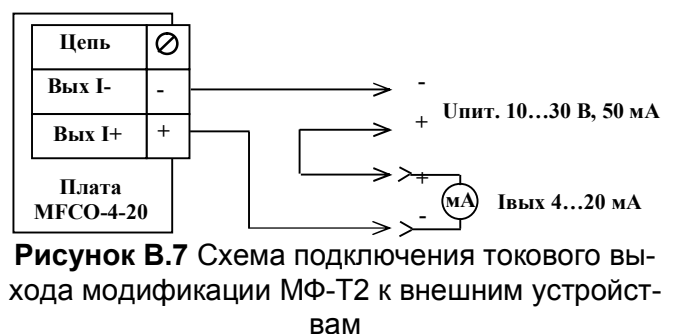 Цепь
Вых I- -
Вых I+ +
Плата
MFCO-4-20
-
+ Uпит. 10…30 В, 50 мА
+
мА Iвых 4…20 мА
-
Рисунок В.7 Схема подключения токового вы-
хода модификации МФ-Т2 к внешним устройст-
вам